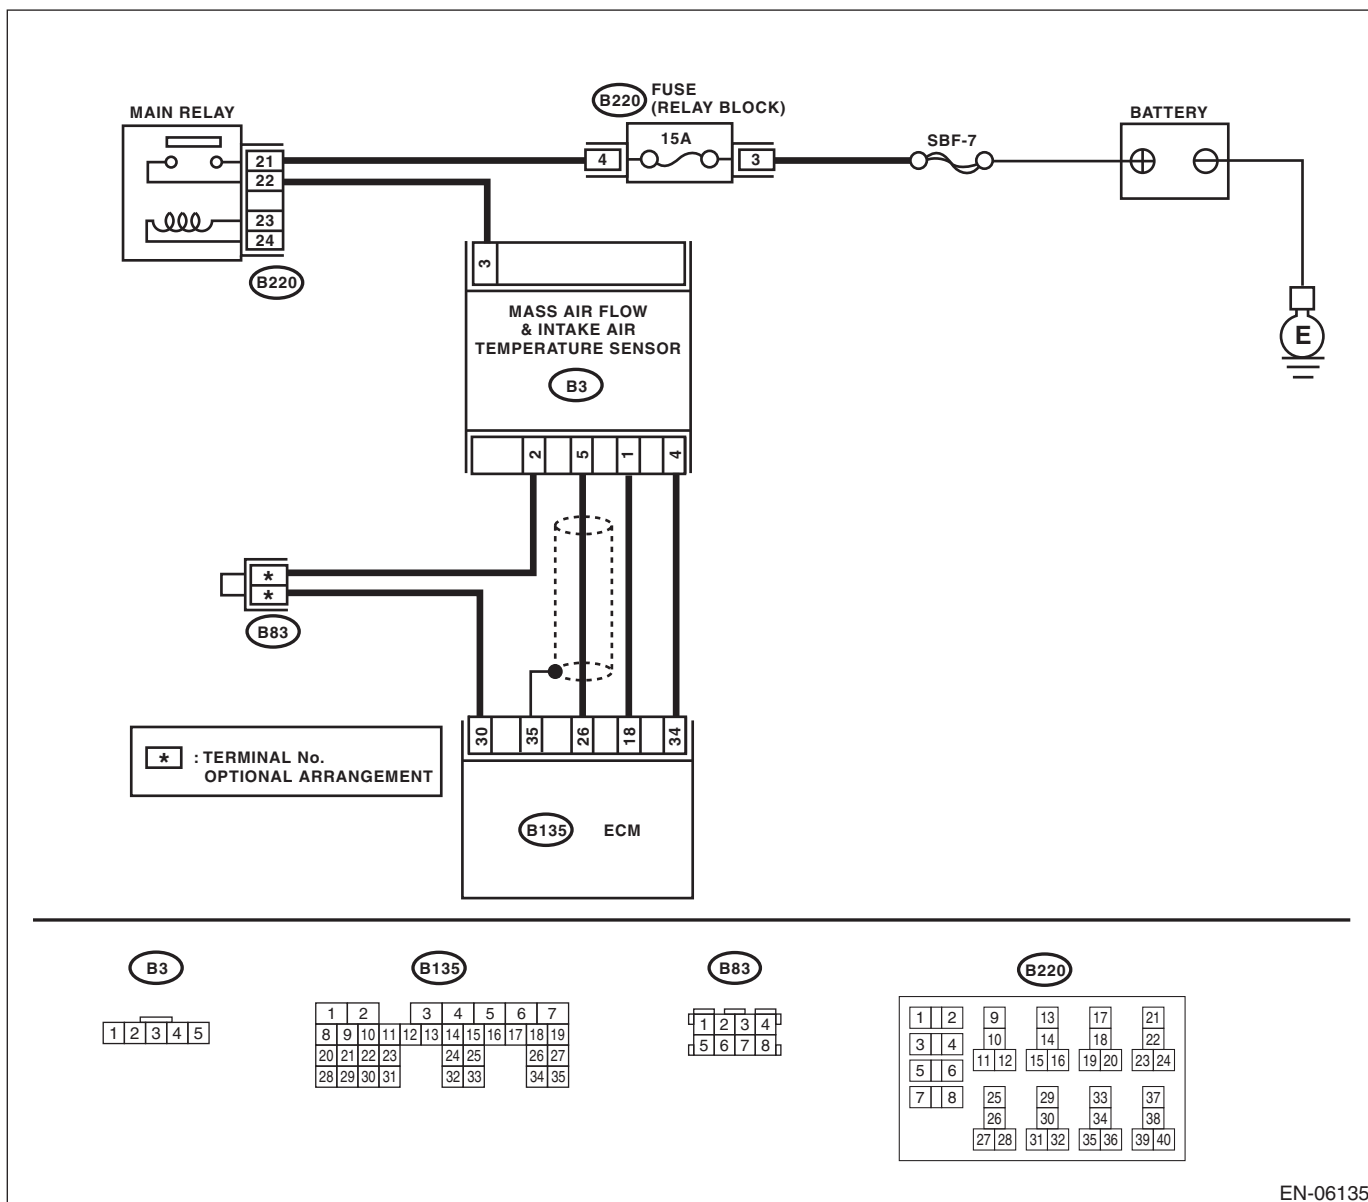 FUSE
(RELAY BLOCK)
B220
MAIN RELAY
BATTERY
15A
SBF-7
21
22
23
24
4
3
B220
3
E
MASS AIR FLOW
& INTAKE AIR
TEMPERATURE SENSOR
B3
2 5 1 4
*
*
B83
30 35 26 18 34
* : TERMINAL No.
OPTIONAL ARRANGEMENT
B135 ECM
B3
1 2 3 4 5
B135
1 2 3 4 5 6 7
8 9 10 11 12 13 14 15 16 17 18 19
20 21 22 23 24 25 26 27
28 29 30 31 32 33 34 35
B83
1 2 3 4
5 6 7 8
B220
1 2 9 13 17 21
3 4 10 14 18 22
11 12 15 16 19 20 23 24
5 6
7 8 25 29 33 37
26 30 34 38
27 28 31 32 35 36 39 40
EN-06135